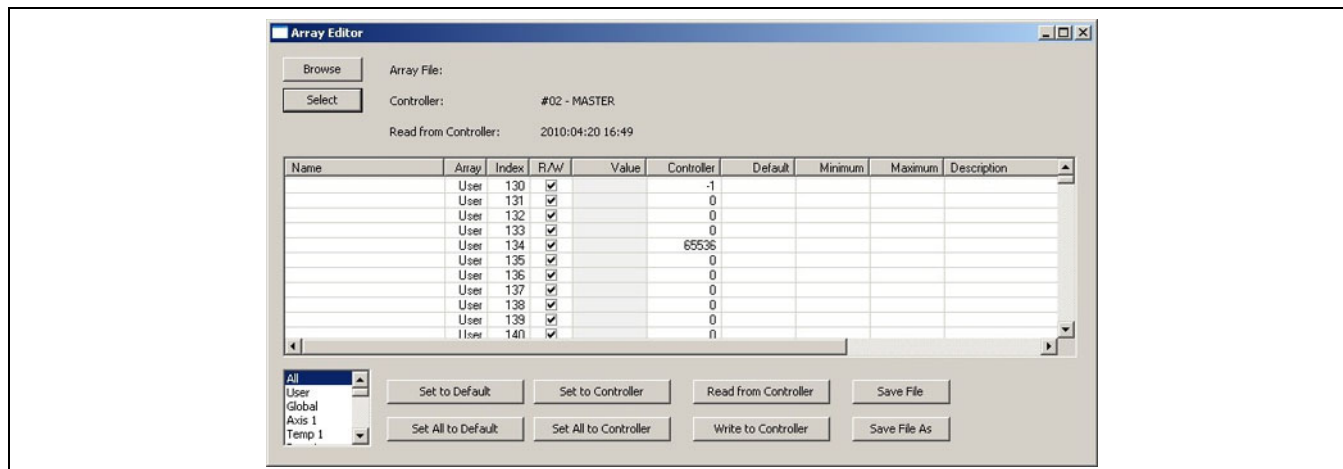 Array Editor
Browse Array File:
Select Controller: #02 - MASTER
Read from Controller: 2010:04:20 16:49
Name Array Index R/W Value Controller Default Minimum Maximum Description
User 130 -1
User 131 0
User 132 0
User 133 0
User 134 65536
User 135 0
User 136 0
User 137 0
User 138 0
User 139 0
User 140 0
All
User
Global
Axis 1
Temp 1
Set to Default Set to Controller Read from Controller Save File
Set All to Default Set All to Controller Write to Controller Save File As